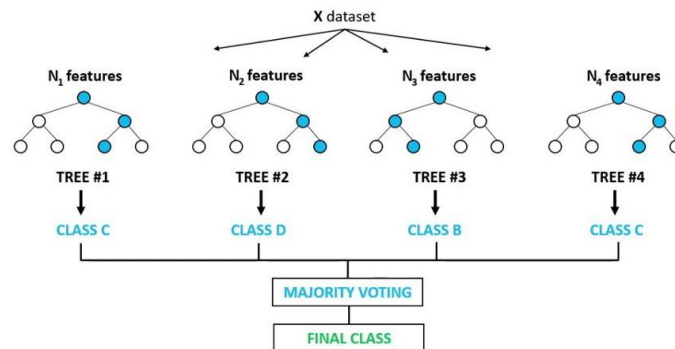 X dataset
N₁ features
N₂ features
N₃ features
N₄ features
TREE #1
TREE #2
TREE #3
TREE #4
CLASS C
CLASS D
CLASS B
CLASS C
MAJORITY VOTING
FINAL CLASS